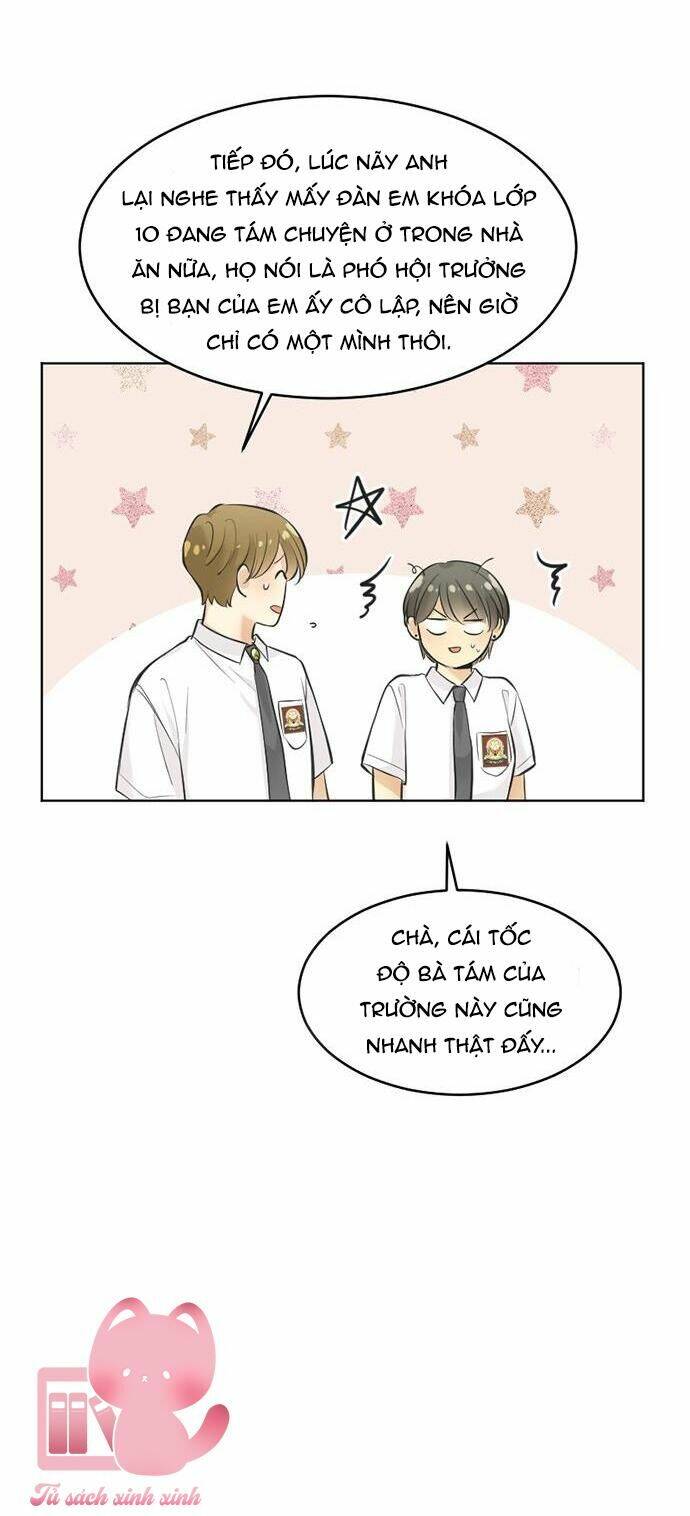 TIẾP ĐÓ, LÚC NÃY ANH
LẠI NGHE THẤY MẤY ĐÀN EM KHÓA LỚP
10 ĐANG TÁM CHUYỆN Ở TRONG NHÀ
ĂN NỮA, HỌ NÓI LÀ PHÓ HỘI TRƯỞNG
BỊ BẠN CỦA EM ẤY CÔ LẬP, NÊN GIỜ
CHỈ CÓ MỘT MÌNH THÔI.
CHÀ, CÁI TỐC
ĐỘ BÀ TÁM CỦA
TRƯỜNG NÀY CŨNG
NHANH THẬT ĐẤY...
Tủ sách xinh xinh